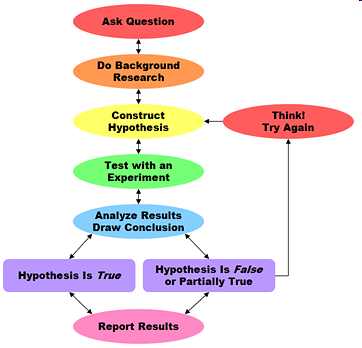 Ask Question
Do Background
Research
Construct
Hypothesis
Think!
Try Again
Test with an
Experiment
Analyze Results
Draw Conclusion
Hypothesis Is True
Hypothesis Is False
or Partially True
Report Results